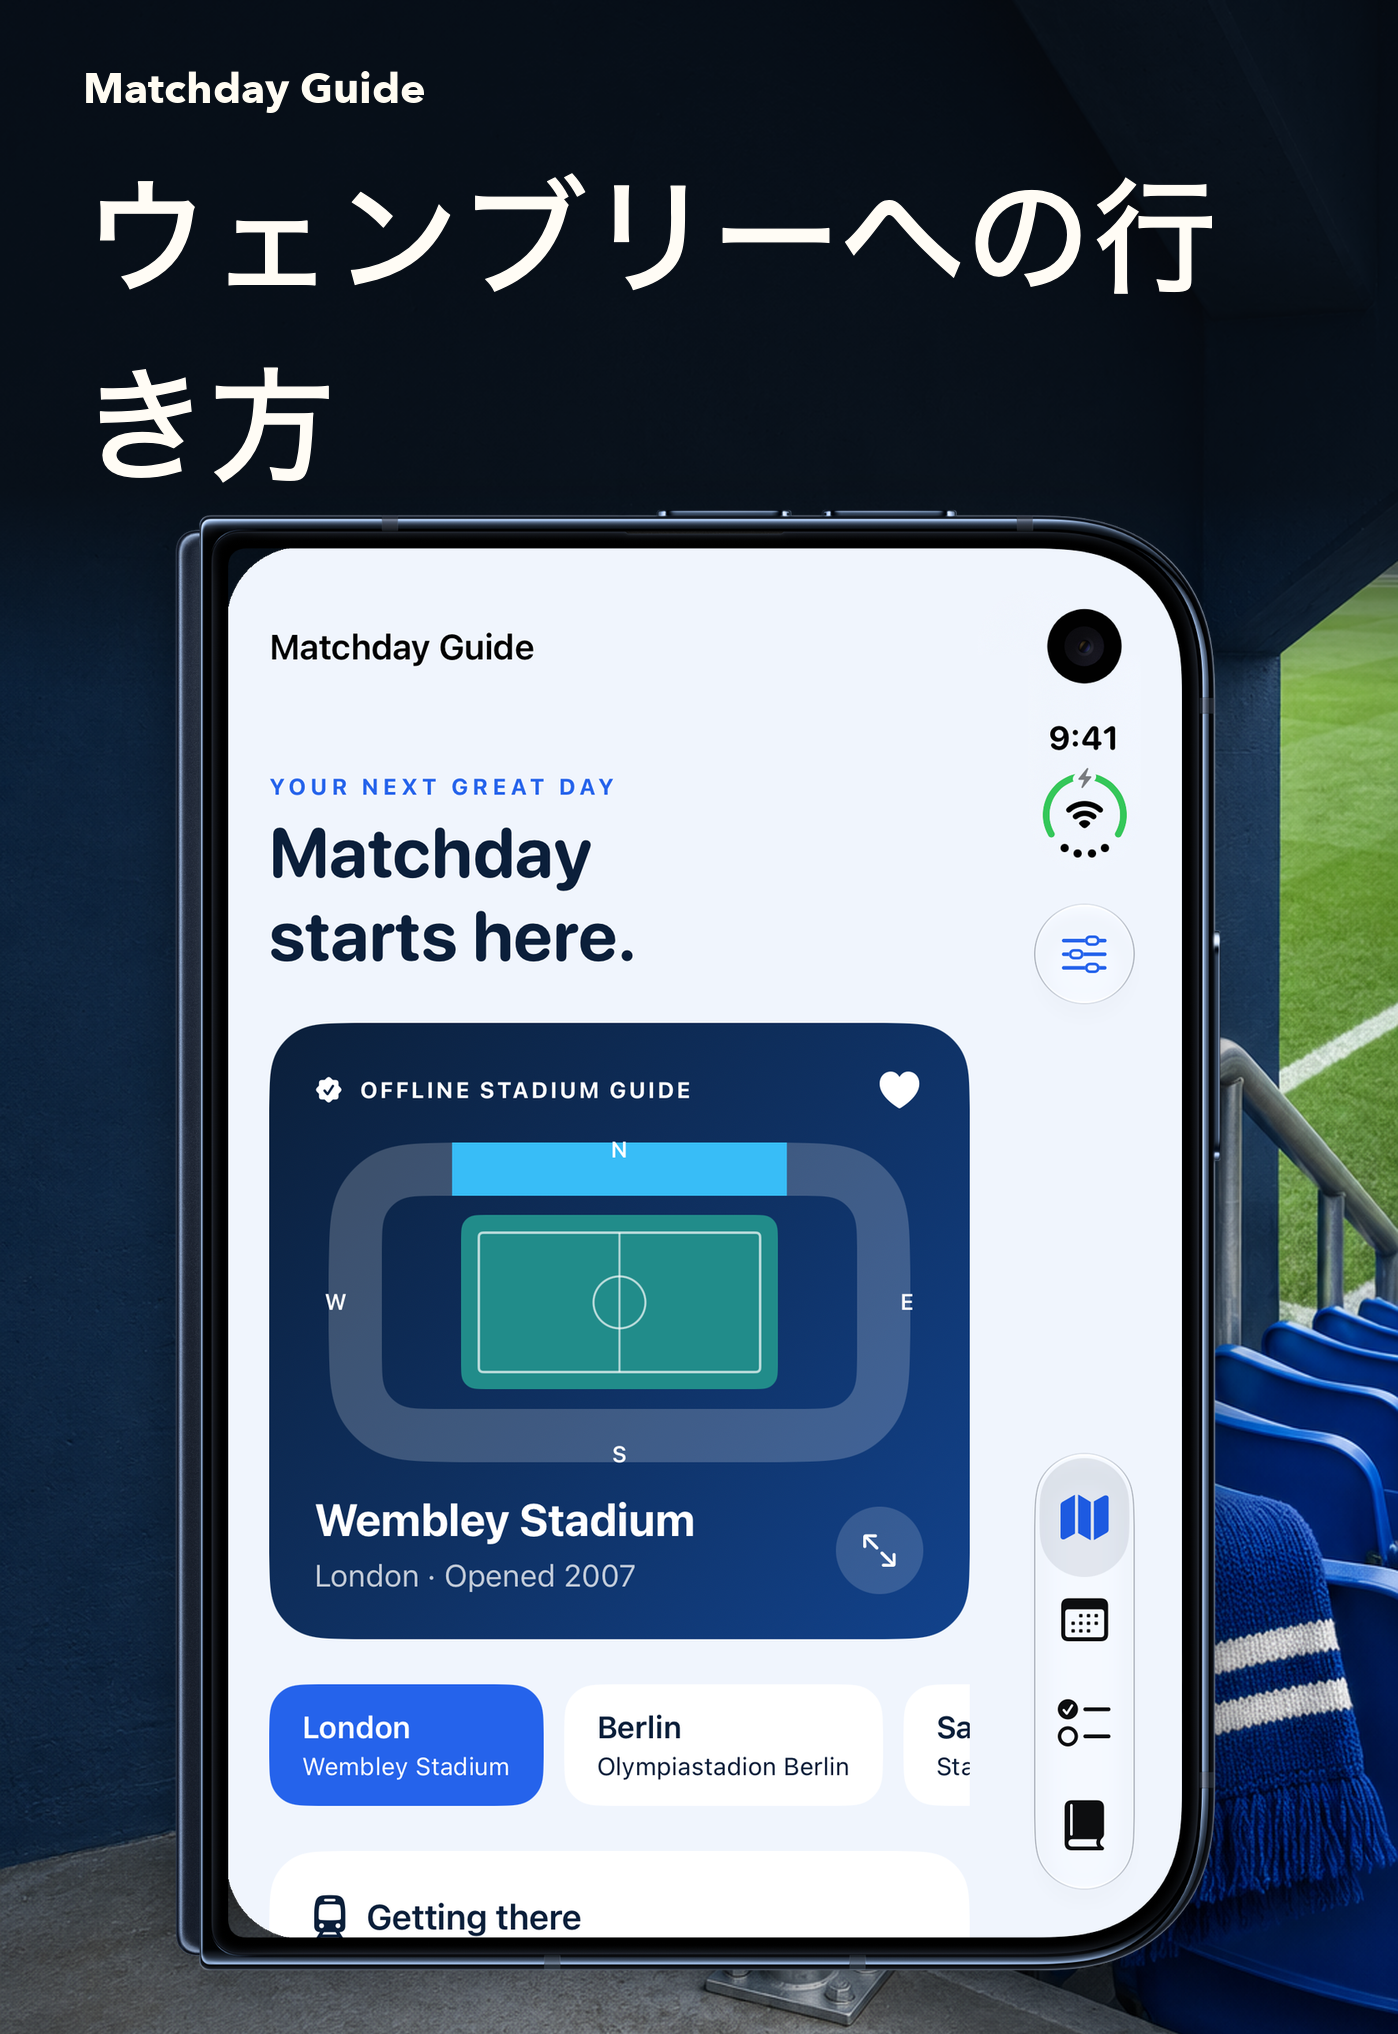 Matchday Guide
ウェンブリーへの行
き方
Matchday Guide
9:41
YOUR NEXT GREAT DAY
Matchday
starts here.
OFFLINE STADIUM GUIDE
N
W
E
S
Wembley Stadium
London · Opened 2007
London
Wembley Stadium
Berlin
Olympiastadion Berlin
Getting there